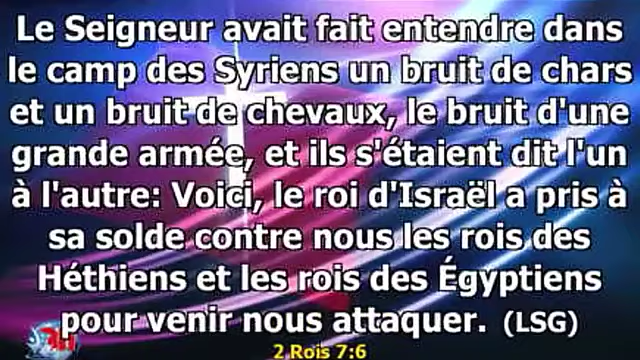 Le Seigneur avait fait entendre dans
le camp des Syriens un bruit de chars
et un bruit de chevaux, le bruit d'une
grande armée, et ils s'étaient dit l'un
à l'autre: Voici, le roi d'Israël a pris à
sa solde contre nous les rois des
Héthiens et les rois des Égyptiens
pour venir nous attaquer. (LSG)
2 Rois 7:6